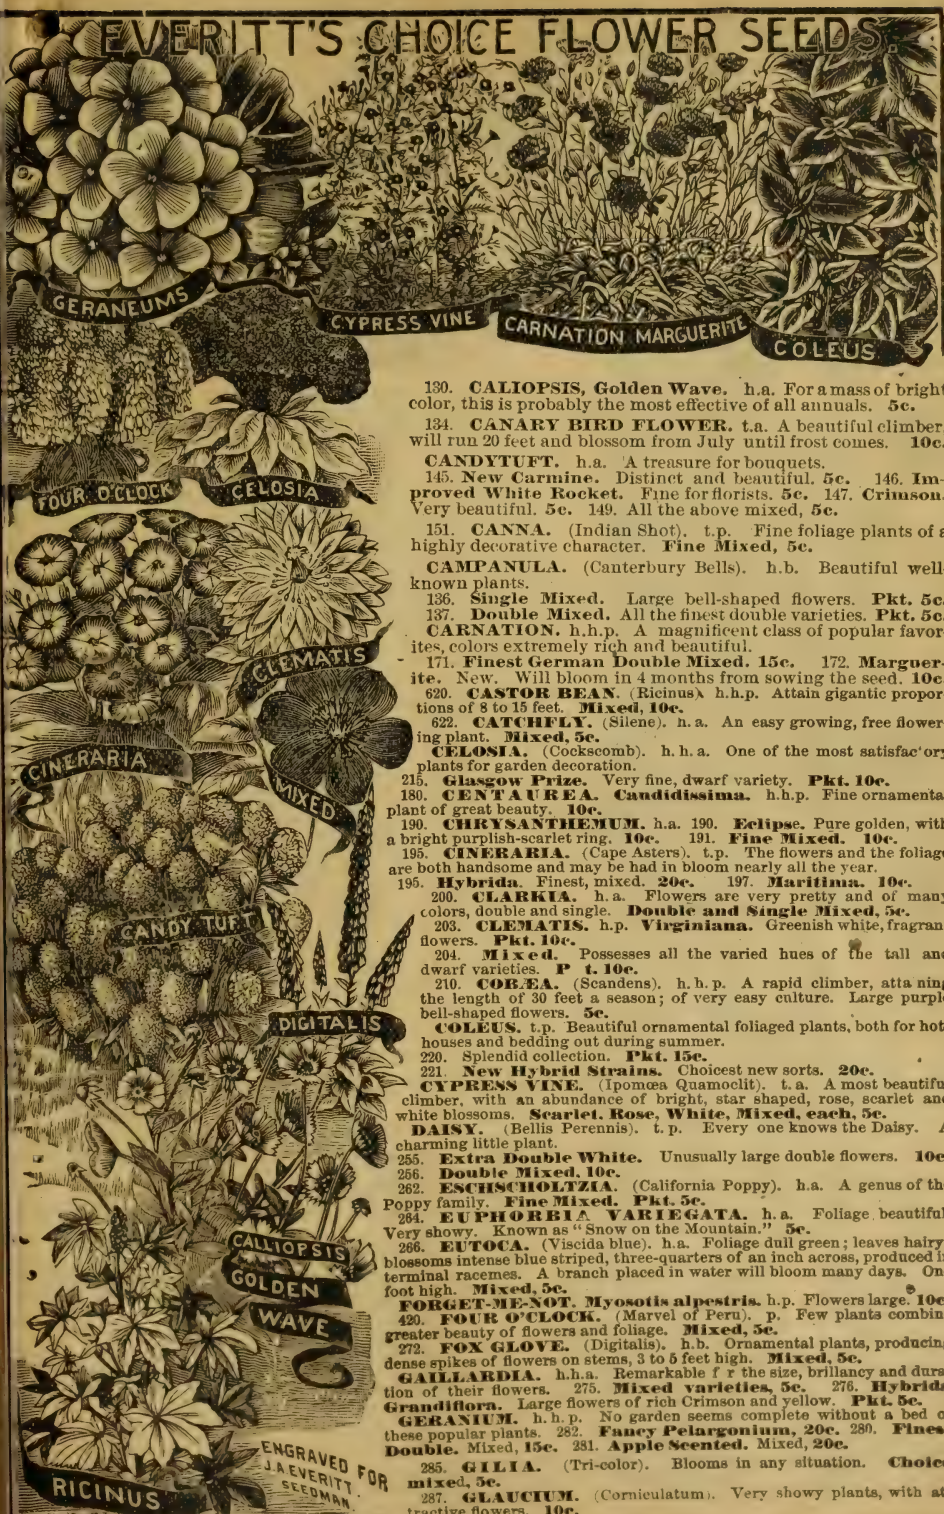 EVERITT'S CHOICE FLOWER SEEDS.
GERANEUMS
CYPRESS VINE
CARNATION MARGUERITE
COLEUS
FOUR O'CLOCK
CELOSIA
CLEMATIS
CINERARIA
MIXED
CANDY TUFT
DIGITALIS
CALLIOPSIS
GOLDEN
WAVE
RICINUS
ENGRAVED FOR
J.A. EVERITT.
SEEDMAN.
130. CALIOPSIS, Golden Wave. h.a. For a mass of bright
color, this is probably the most effective of all annuals. 5c.
134. CANARY BIRD FLOWER. t.a. A beautiful climber
will run 20 feet and blossom from July until frost comes. 10c.
CANDYTUFT. h.a. A treasure for bouquets.
145. New Carmine. Distinct and beautiful. 5c. 146. Im-
proved White Rocket. Fine for florists. 5c. 147. Crimson.
Very beautiful. 5c. 149. All the above mixed, 5c.
151. CANNA. (Indian Shot). t.p. Fine foliage plants of a
highly decorative character. Fine Mixed, 5c.
CAMPANULA. (Canterbury Bells). h.b. Beautiful well-
known plants.
136. Single Mixed. Large bell-shaped flowers. Pkt. 5c.
137. Double Mixed. All the finest double varieties. Pkt. 5c.
CARNATION. h.h.p. A magnificent class of popular favor-
ites, colors extremely rich and beautiful.
171. Finest German Double Mixed. 15c. 172. Marguer-
ite. New. Will bloom in 4 months from sowing the seed. 10c
620. CASTOR BEAN. (Ricinus) h.h.p. Attain gigantic propor-
tions of 8 to 15 feet. Mixed, 10c.
622. CATCHFLY. (Silene). h.a. An easy growing, free flower-
ing plant. Mixed, 5c.
CELOSIA. (Cockscomb). h.h.a. One of the most satisfac'ory
plants for garden decoration.
215. Glasgow Prize. Very fine, dwarf variety. Pkt. 10c.
180. CENTAUREA. Candidissima. h.h.p. Fine ornamenta
plant of great beauty. 10c.
190. CHRYSANTHEMUM. h.a. 190. Eclipse. Pure golden, with
a bright purplish-scarlet ring. 10c. 191. Fine Mixed. 10c.
195. CINERARIA. (Cape Asters). t.p. The flowers and the foliage
are both handsome and may be had in bloom nearly all the year.
195. Hybrida. Finest, mixed. 20c. 197. Maritima. 10c.
200. CLARKIA. h.a. Flowers are very pretty and of many
colors, double and single. Double and Single Mixed, 5c.
203. CLEMATIS. h.p. Virginiana. Greenish white, fragran
flowers. Pkt. 10c.
204. Mixed. Possesses all the varied hues of the tall and
dwarf varieties. P t. 10c.
210. COBÆA. (Scandens). h.h.p. A rapid climber, atta ning
the length of 30 feet a season; of very easy culture. Large purpl
bell-shaped flowers. 5c.
COLEUS. t.p. Beautiful ornamental foliaged plants, both for hot
houses and bedding out during summer.
220. Splendid collection. Pkt. 15c.
221. New Hybrid Strains. Choicest new sorts. 20c.
CYPRESS VINE. (Ipomœa Quamoclit). t.a. A most beautifu
climber, with an abundance of bright, star shaped, rose, scarlet and
white blossoms. Scarlet. Rose, White, Mixed, each, 5c.
DAISY. (Bellis Perennis). t.p. Every one knows the Daisy. A
charming little plant.
255. Extra Double White. Unusually large double flowers. 10c
256. Double Mixed. 10c.
262. ESCHSCHOLTZIA. (California Poppy). h.a. A genus of the
Poppy family. Fine Mixed. Pkt. 5c.
264. EUPHORBIA VARIEGATA. h.a. Foliage beautiful
Very showy. Known as "Snow on the Mountain." 5c.
266. EUTOCA. (Viscida blue). h.a. Foliage dull green; leaves hairy
blossoms intense blue striped, three-quarters of an inch across, produced i
terminal racemes. A branch placed in water will bloom many days. On
foot high. Mixed, 5c.
FORGET-ME-NOT. Myosotis alpestris. h.p. Flowers large. 10c
420. FOUR O'CLOCK. (Marvel of Peru). p. Few plants combin
greater beauty of flowers and foliage. Mixed, 5c.
272. FOX GLOVE. (Digitalis). h.b. Ornamental plants, producin
dense spikes of flowers on stems, 3 to 5 feet high. Mixed, 5c.
GAILLARDIA. h.h.a. Remarkable f r the size, brillancy and dura
tion of their flowers. 275. Mixed varieties, 5c. 276. Hybrida
Grandiflora. Large flowers of rich Crimson and yellow. Pkt. 5c.
GERANIUM. h.h.p. No garden seems complete without a bed o
these popular plants. 282. Fancy Pelargonium, 20c. 280. Fines
Double. Mixed, 15c. 281. Apple Scented. Mixed, 20c.
285. GILIA. (Tri-color). Blooms in any situation. Choice
mixed, 5c.
287. GLAUCIUM. (Corniculatum). Very showy plants, with at
tractive flowers. 10c.